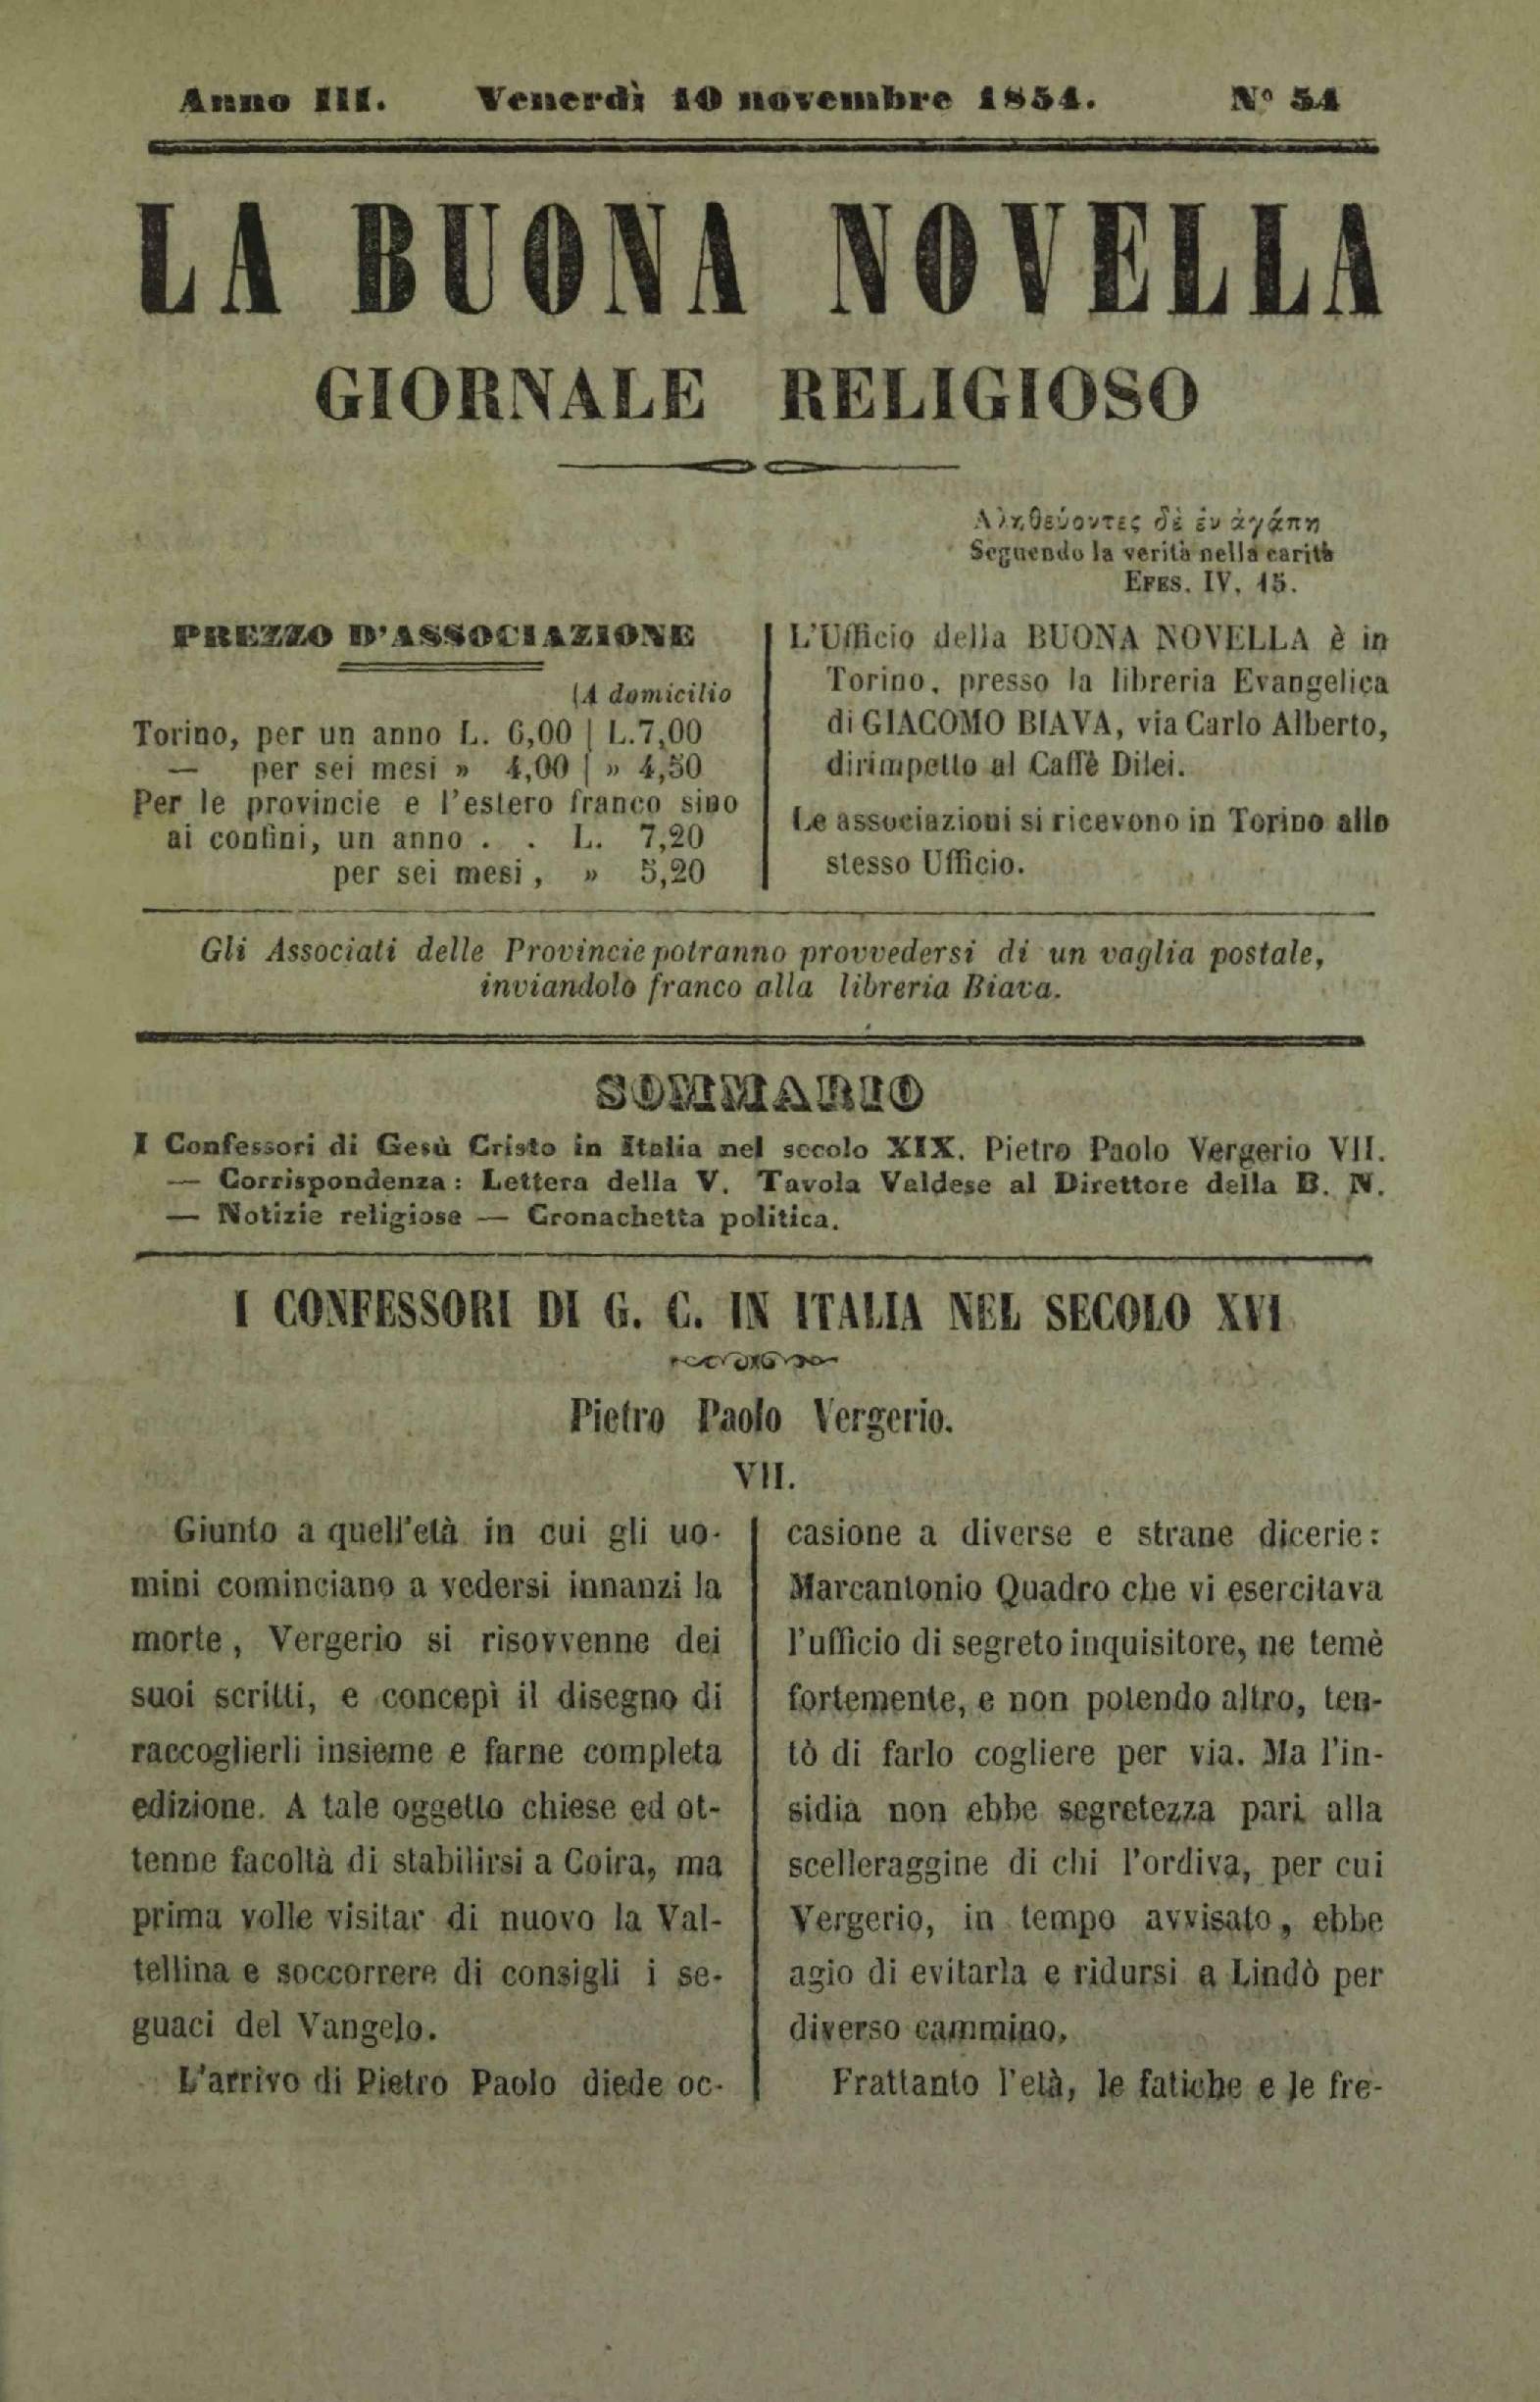 Anno III. Venerdì 10 novembre 1854. N° 51
LA BUONA NOVELLA
GIORNALE RELIGIOSO
Αληθεύοντες δὲ ἐν ἀγάπη
Seguendo la verità nella carità
EFES. IV, 15.
PREZZO D'ASSOCIAZIONE
(A domicilio
Torino, per un anno L. 6,00 | L.7,00
— per sei mesi » 4,00 | » 4,50
Per le provincie e l'estero franco sino
ai confini, un anno . . L. 7,20
per sei mesi, » 5,20
L'Ufficio della BUONA NOVELLA è in
Torino, presso la libreria Evangelica
di GIACOMO BIAVA, via Carlo Alberto,
dirimpetto al Caffè Dilei.
Le associazioni si ricevono in Torino allo
stesso Ufficio.
Gli Associati delle Provincie potranno provvedersi di un vaglia postale,
inviandolo franco alla libreria Biava.
SOMMARIO
I Confessori di Gesù Cristo in Italia nel secolo XIX. Pietro Paolo Vergerio VII.
— Corrispondenza: Lettera della V. Tavola Valdese al Direttore della B. N.
— Notizie religiose — Cronachetta politica.
I CONFESSORI DI G. C. IN ITALIA NEL SECOLO XVI
Pietro Paolo Vergerio.
VII.
Giunto a quell'età in cui gli uo-
mini cominciano a vedersi innanzi la
morte, Vergerio si risovvenne dei
suoi scritti, e concepì il disegno di
raccoglierli insieme e farne completa
edizione. A tale oggetto chiese ed ot-
tenne facoltà di stabilirsi a Coira, ma
prima volle visitar di nuovo la Val-
tellina e soccorrere di consigli i se-
guaci del Vangelo.
L'arrivo di Pietro Paolo diede oc-
casione a diverse e strane dicerie:
Marcantonio Quadro che vi esercitava
l'ufficio di segreto inquisitore, ne temè
fortemente, e non potendo altro, ten-
tò di farlo cogliere per via. Ma l'in-
sidia non ebbe segretezza pari alla
scelleraggine di chi l'ordiva, per cui
Vergerio, in tempo avvisato, ebbe
agio di evitarla e ridursi a Lindò per
diverso cammino.
Frattanto l'età, le fatiche e le fre-